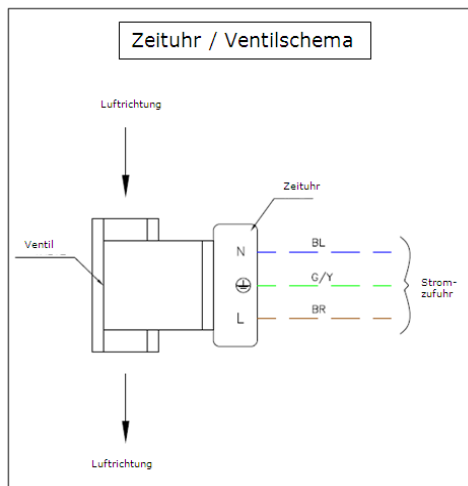 Zeituhr / Ventilschema
Luftrichtung
Zeituhr
Ventil
N
BL
G/Y
L
BR
Strom-
zufuhr
Luftrichtung